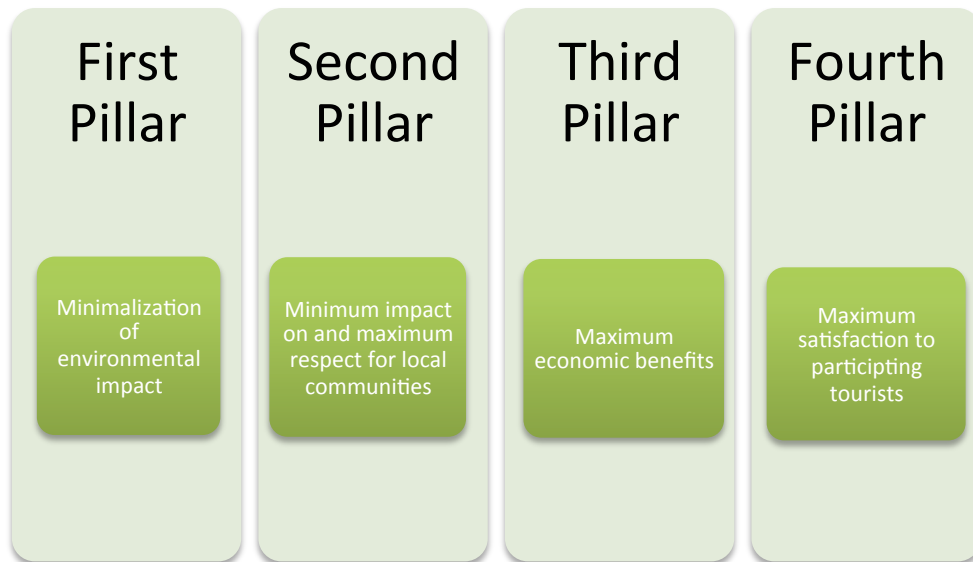 First
Pillar
Minimalization
of
environmental
impact
Second
Pillar
Minimum impact
on and maximum
respect for local
communities
Third
Pillar
Maximum
economic benefits
Fourth
Pillar
Maximum
satisfaction to
participting
tourists